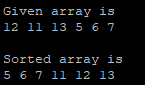 Given array is
12 11 13 5 6 7
Sorted array is
5 6 7 11 12 13